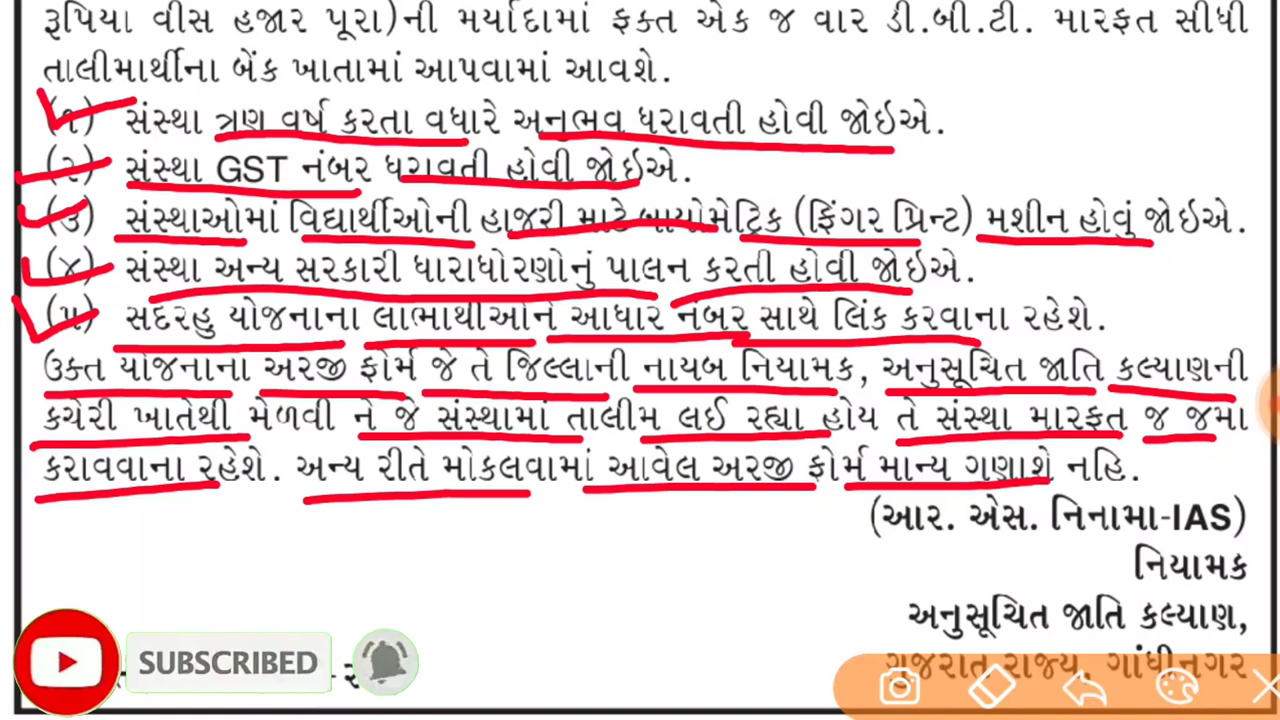 રૂપિયા વીસ હજાર પૂરા)ની મર્યાદામાં ફક્ત એક જ વાર ડી.બી.ટી. મારફત સીધી
તાલીમાર્થીના બેંક ખાતામાં આપવામાં આવશે.
(૧) સંસ્થા ત્રણ વર્ષ કરતા વધારે અનુભવ ધરાવતી હોવી જોઇએ.
(૨) સંસ્થા GST નંબર ધરાવતી હોવી જોઇએ.
(૩) સંસ્થાઓમાં વિદ્યાર્થીઓની હાજરી માટે બાયોમેટ્રિક (ફિંગર પ્રિન્ટ) મશીન હોવું જોઇએ.
(૪) સંસ્થા અન્ય સરકારી ધારાધોરણોનું પાલન કરતી હોવી જોઇએ.
(૫) સદરહુ યોજનાના લાભાર્થીઓને આધાર નંબર સાથે લિંક કરવાના રહેશે.
ઉક્ત યોજનાના અરજી ફોર્મ જે તે જિલ્લાની નાયબ નિયામક, અનુસૂચિત જાતિ કલ્યાણની
કચેરી ખાતેથી મેળવી ને જે સંસ્થામાં તાલીમ લઈ રહ્યા હોય તે સંસ્થા મારફત જ જમા
કરાવવાના રહેશે. અન્ય રીતે મોકલવામાં આવેલ અરજી ફોર્મ માન્ય ગણાશે નહિ.
(આર. એસ. નિનામા-IAS)
નિયામક
અનુસૂચિત જાતિ કલ્યાણ,
ગુજરાત રાજ્ય, ગાંધીનગર
SUBSCRIBED